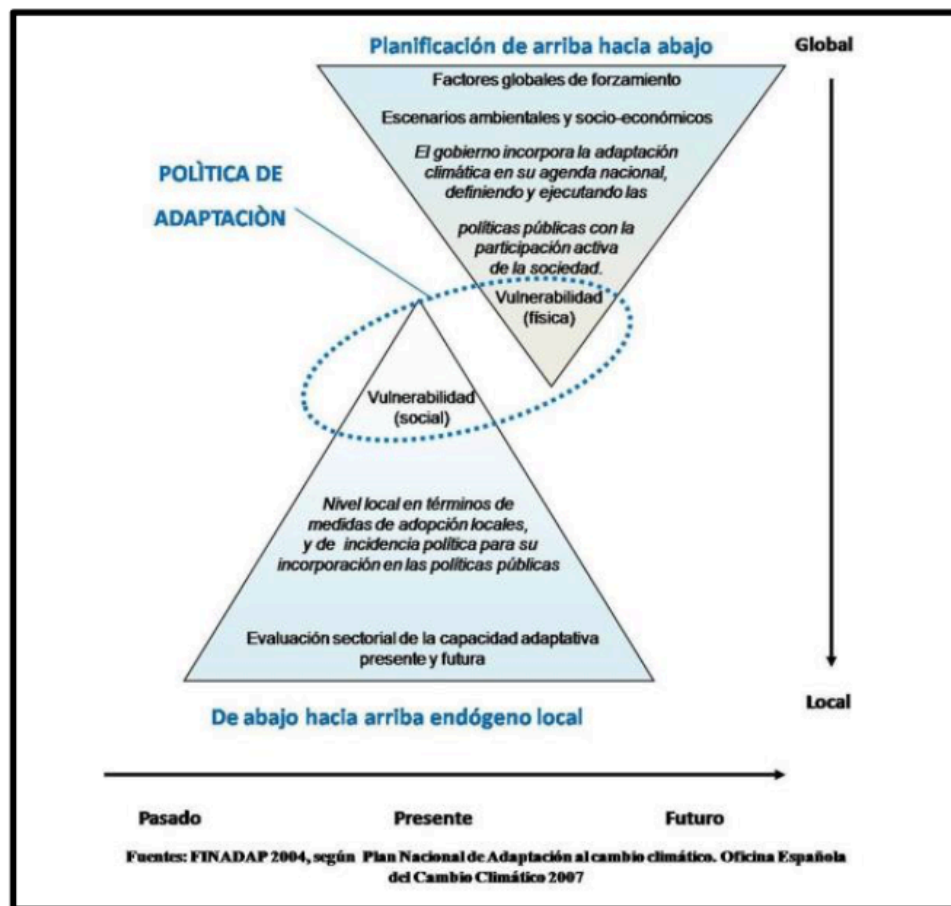 Planificación de arriba hacia abajo
Global
Factores globales de forzamiento
Escenarios ambientales y socio-económicos
El gobierno incorpora la adaptación
climática en su agenda nacional,
definiendo y ejecutando las
políticas públicas con la
participación activa
de la sociedad.
Vulnerabilidad
(física)
POLÌTICA DE
ADAPTACIÒN
Vulnerabilidad
(social)
Nivel local en términos de
medidas de adopción locales,
y de incidencia política para su
incorporación en las políticas públicas
Evaluación sectorial de la capacidad adaptativa
presente y futura
Local
De abajo hacia arriba endógeno local
Pasado
Presente
Futuro
Fuentes: FINADAP 2004, según Plan Nacional de Adaptación al cambio climático. Oficina Española
del Cambio Climático 2007